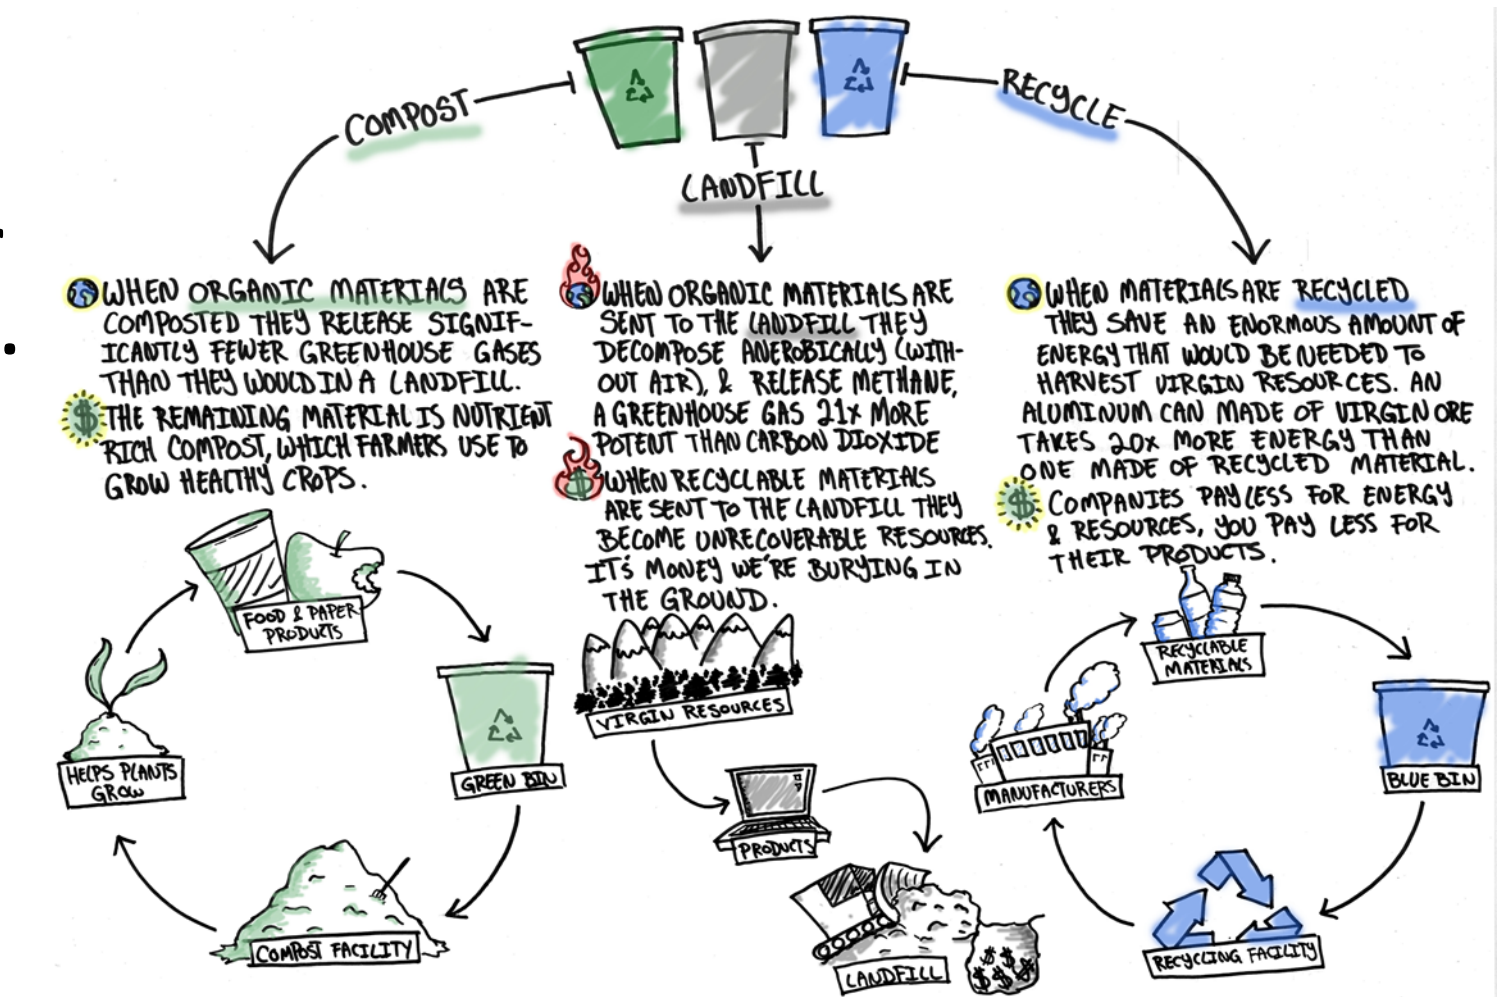 COMPOST
RECYCLE
LANDFILL
WHEN ORGANIC MATERIALS ARE
COMPOSTED THEY RELEASE SIGNIF-
ICANTLY FEWER GREENHOUSE GASES
THAN THEY WOULD IN A LANDFILL.
THE REMAINING MATERIAL IS NUTRIENT
RICH COMPOST, WHICH FARMERS USE TO
GROW HEALTHY CROPS.
FOOD & PAPER
PRODUCTS
GREEN BIN
COMPOST FACILITY
HELPS PLANTS
GROW
WHEN ORGANIC MATERIALS ARE
SENT TO THE LANDFILL THEY
DECOMPOSE ANEROBICALLY (WITH-
OUT AIR), & RELEASE METHANE,
A GREENHOUSE GAS 21X MORE
POTENT THAN CARBON DIOXIDE
$ WHEN RECYCLABLE MATERIALS
ARE SENT TO THE LANDFILL THEY
BECOME UNRECOVERABLE RESOURCES.
IT'S MONEY WE'RE BURYING IN
THE GROUND.
VIRGIN RESOURCES
PRODUCTS
LANDFILL
$ $ $ $ $
WHEN MATERIALS ARE RECYCLED
THEY SAVE AN ENORMOUS AMOUNT OF
ENERGY THAT WOULD BE NEEDED TO
HARVEST VIRGIN RESOURCES. AN
ALUMINUM CAN MADE OF VIRGIN ORE
TAKES 20X MORE ENERGY THAN
ONE MADE OF RECYCLED MATERIAL.
$ COMPANIES PAY LESS FOR ENERGY
& RESOURCES, YOU PAY LESS FOR
THEIR PRODUCTS.
RECYCLABLE
MATERIALS
BLUE BIN
RECYCLING FACILITY
MANUFACTURERS